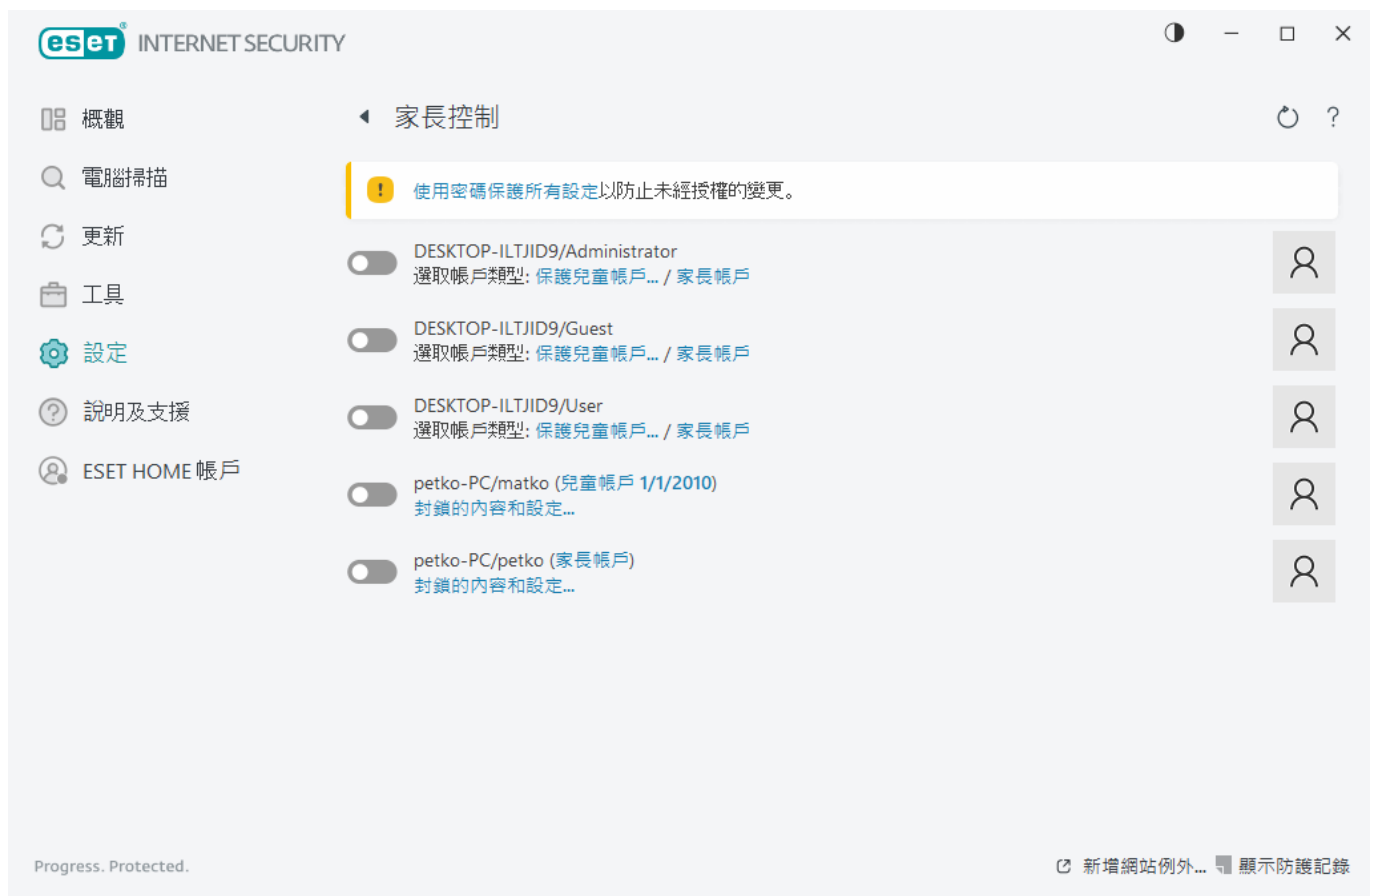 eset® INTERNET SECURITY
概觀
電腦掃描
更新
工具
設定
說明及支援
ESET HOME 帳戶
家長控制
?
使用密碼保護所有設定以防止未經授權的變更。
DESKTOP-ILTJID9/Administrator
選取帳戶類型: 保護兒童帳戶... / 家長帳戶
DESKTOP-ILTJID9/Guest
選取帳戶類型: 保護兒童帳戶... / 家長帳戶
DESKTOP-ILTJID9/User
選取帳戶類型: 保護兒童帳戶... / 家長帳戶
petko-PC/matko (兒童帳戶 1/1/2010)
封鎖的內容和設定...
petko-PC/petko (家長帳戶)
封鎖的內容和設定...
Progress. Protected.
新增網站例外... 顯示防護記錄